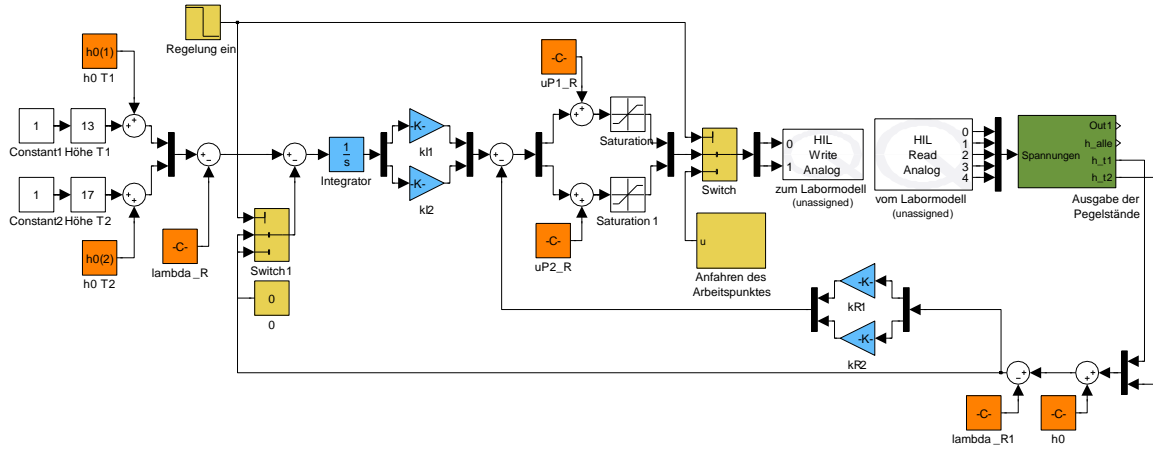 Regelung ein
h0(1)
h0 T1
1
Constant1
13
Höhe T1
1
Constant2
17
Höhe T2
h0(2)
h0 T2
+
+
+
+
+
−
+
−
-C-
lambda _R
Switch1
0
0
1
s
Integrator
-K-
kI1
-K-
kI2
+
−
-C-
uP1_R
+
+
Saturation
+
+
Saturation 1
-C-
uP2_R
Switch
u
Anfahren des
Arbeitspunktes
0
1
HIL
Write
Analog
zum Labormodell
(unassigned)
HIL
Read
Analog
0
1
2
3
4
vom Labormodell
(unassigned)
Spannungen
Out1
h_alle
h_t1
h_t2
Ausgabe der
Pegelstände
-K-
kR1
-K-
kR2
+
−
+
+
-C-
lambda _R1
-C-
h0